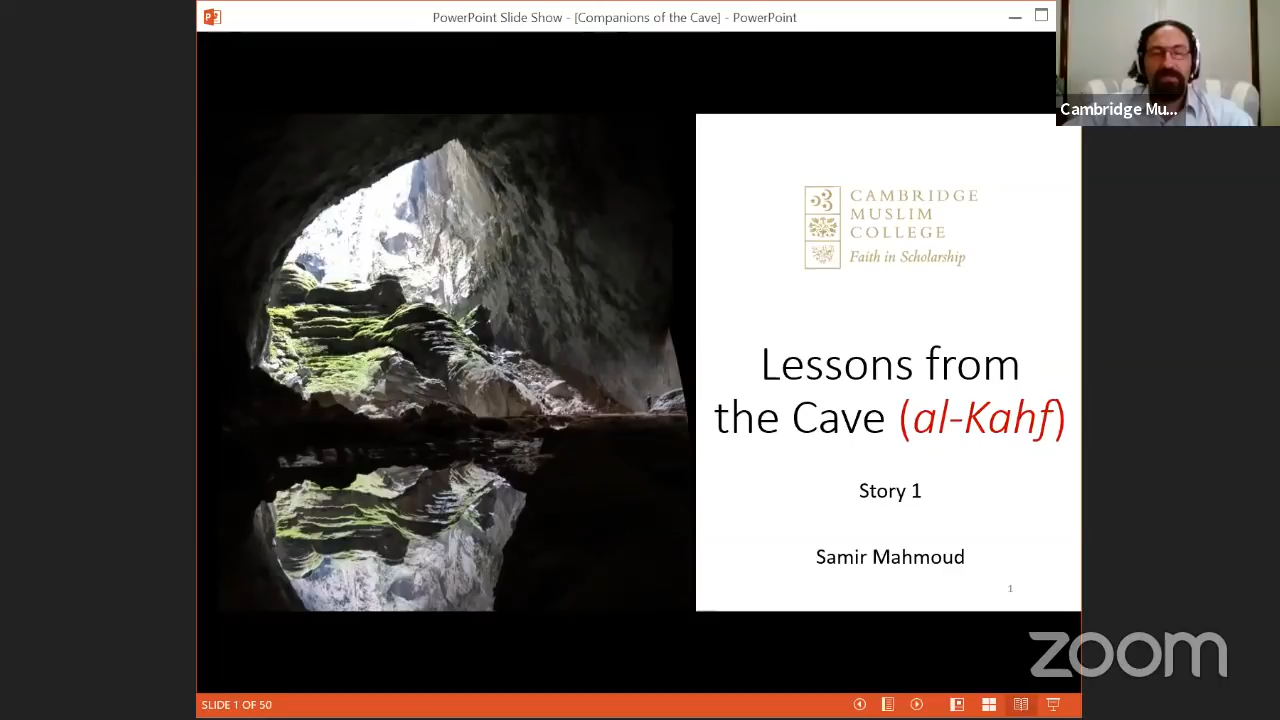 PowerPoint Slide Show - [Companions of the Cave] - PowerPoint
Cambridge Mu...
CAMBRIDGE
MUSLIM
COLLEGE
Faith in Scholarship
Lessons from
the Cave (al-Kahf)
Story 1
Samir Mahmoud
1
zoom
SLIDE 1 OF 50